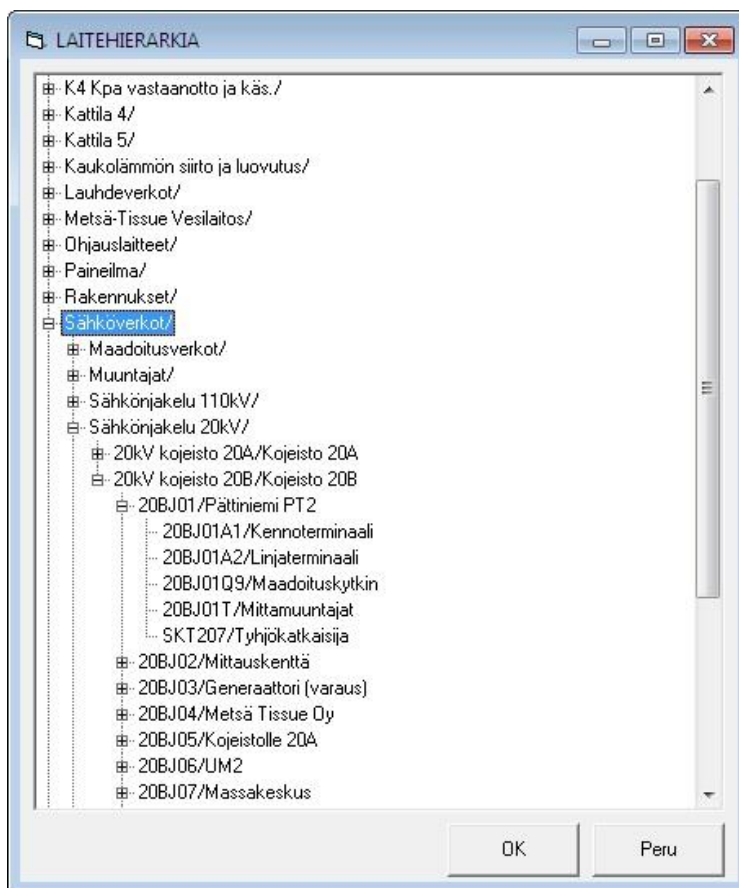 LAITEHIERARKIA
K4 Kpa vastaanotto ja käs./
Kattila 4/
Kattila 5/
Kaukolämmön siirto ja luovutus/
Lauhdeverkot/
Metsä-Tissue Vesilaitos/
Ohjauslaitteet/
Paineilma/
Rakennukset/
Sähköverkot/
Maadoitusverkot/
Muuntajat/
Sähkönjakelu 110kV/
Sähkönjakelu 20kV/
20kV kojeisto 20A/Kojeisto 20A
20kV kojeisto 20B/Kojeisto 20B
20BJ01/Pättiniemi PT2
20BJ01A1/Kennoterminaali
20BJ01A2/Linjaterminaali
20BJ01Q9/Maadoituskytkin
20BJ01T/Mittamuuntajat
SKT207/Tyhjökatkaisija
20BJ02/Mittauskenttä
20BJ03/Generaattori (varaus)
20BJ04/Metsä Tissue Oy
20BJ05/Kojeistolle 20A
20BJ06/UM2
20BJ07/Massakeskus
OK Peru